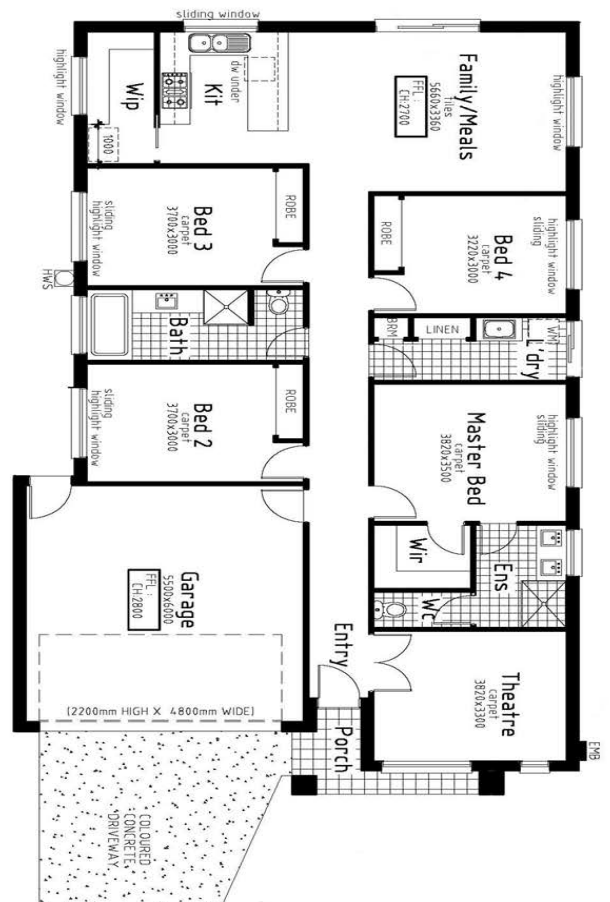 sliding window
highlight window
Wip
1000
Kit
dw under
Family/Meals
tiles
5660x3360
FFL :
CH:2700
highlight window
sliding
highlight window
Bed 3
carpet
3700x3000
ROBE
ROBE
Bed 4
carpet
3220x3000
highlight window
sliding
HWS
Bath
BRM
LINEN
WM
L'dry
sliding
highlight window
Bed 2
carpet
3700x3000
ROBE
Master Bed
carpet
3820x3500
highlight window
sliding
Wir
Ens
Wc
Garage
5500x6000
FFL :
CH:2800
[2200mm HIGH X 4800mm WIDE]
Entry
Porch
Theatre
carpet
3820x3300
EMB
COLOURED
CONCRETE
DRIVEWAY